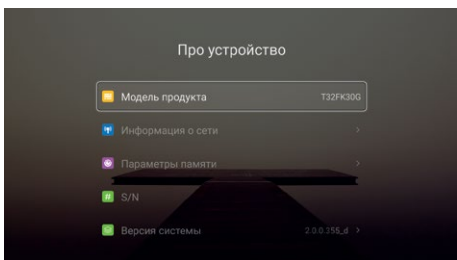 Про устройство
Модель продукта T32FK30G
Информация о сети
Параметры памяти
S/N
Версия системы 2.0.0.355_d